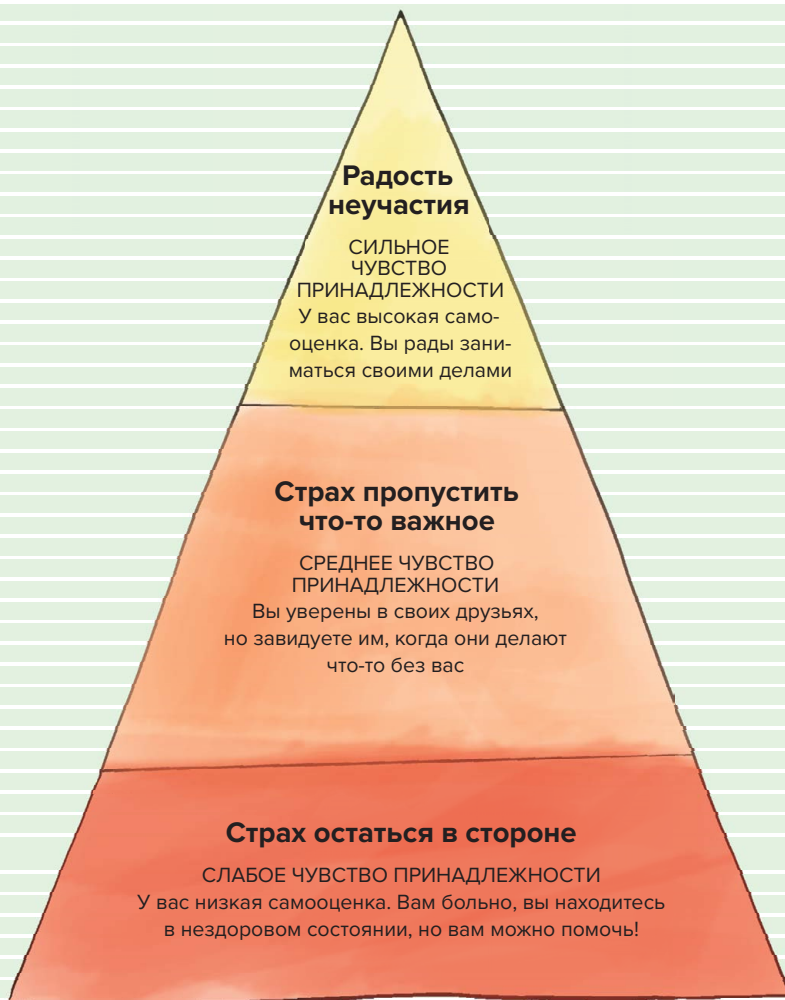 Радость
неучастия
СИЛЬНОЕ
ЧУВСТВО
ПРИНАДЛЕЖНОСТИ
У вас высокая само-
оценка. Вы рады зани-
маться своими делами
Страх пропустить
что-то важное
СРЕДНЕЕ ЧУВСТВО
ПРИНАДЛЕЖНОСТИ
Вы уверены в своих друзьях,
но завидуете им, когда они делают
что-то без вас
Страх остаться в стороне
СЛАБОЕ ЧУВСТВО ПРИНАДЛЕЖНОСТИ
У вас низкая самооценка. Вам больно, вы находитесь
в нездоровом состоянии, но вам можно помочь!